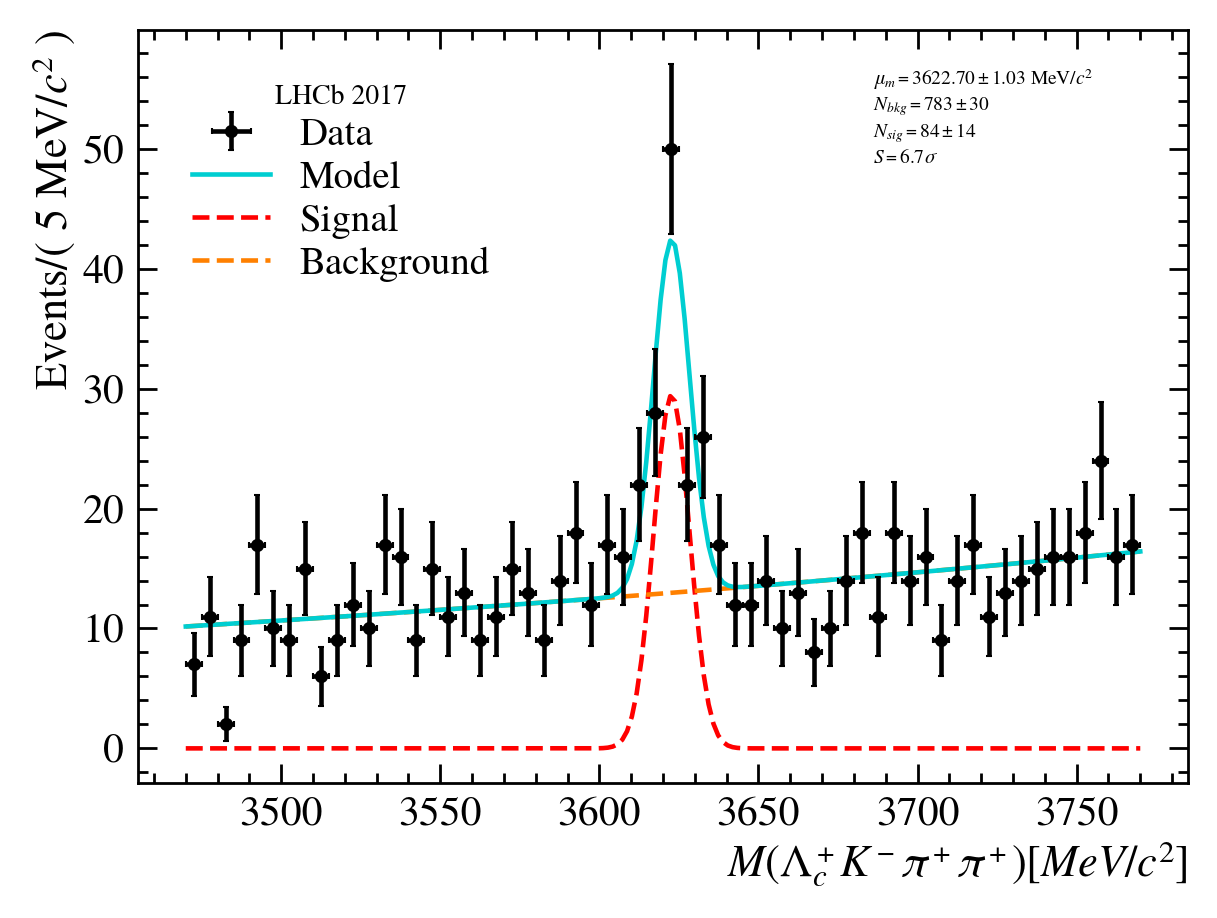 Events/( 5 MeV/c² )
LHCb 2017
Data
Model
Signal
Background
μₘ = 3622.70 ± 1.03 MeV/c²
N_bkg = 783 ± 30
N_sig = 84 ± 14
S = 6.7σ
50
40
30
20
10
0
3500 3550 3600 3650 3700 3750
M(Λ_c⁺K⁻π⁺π⁺)[MeV/c²]